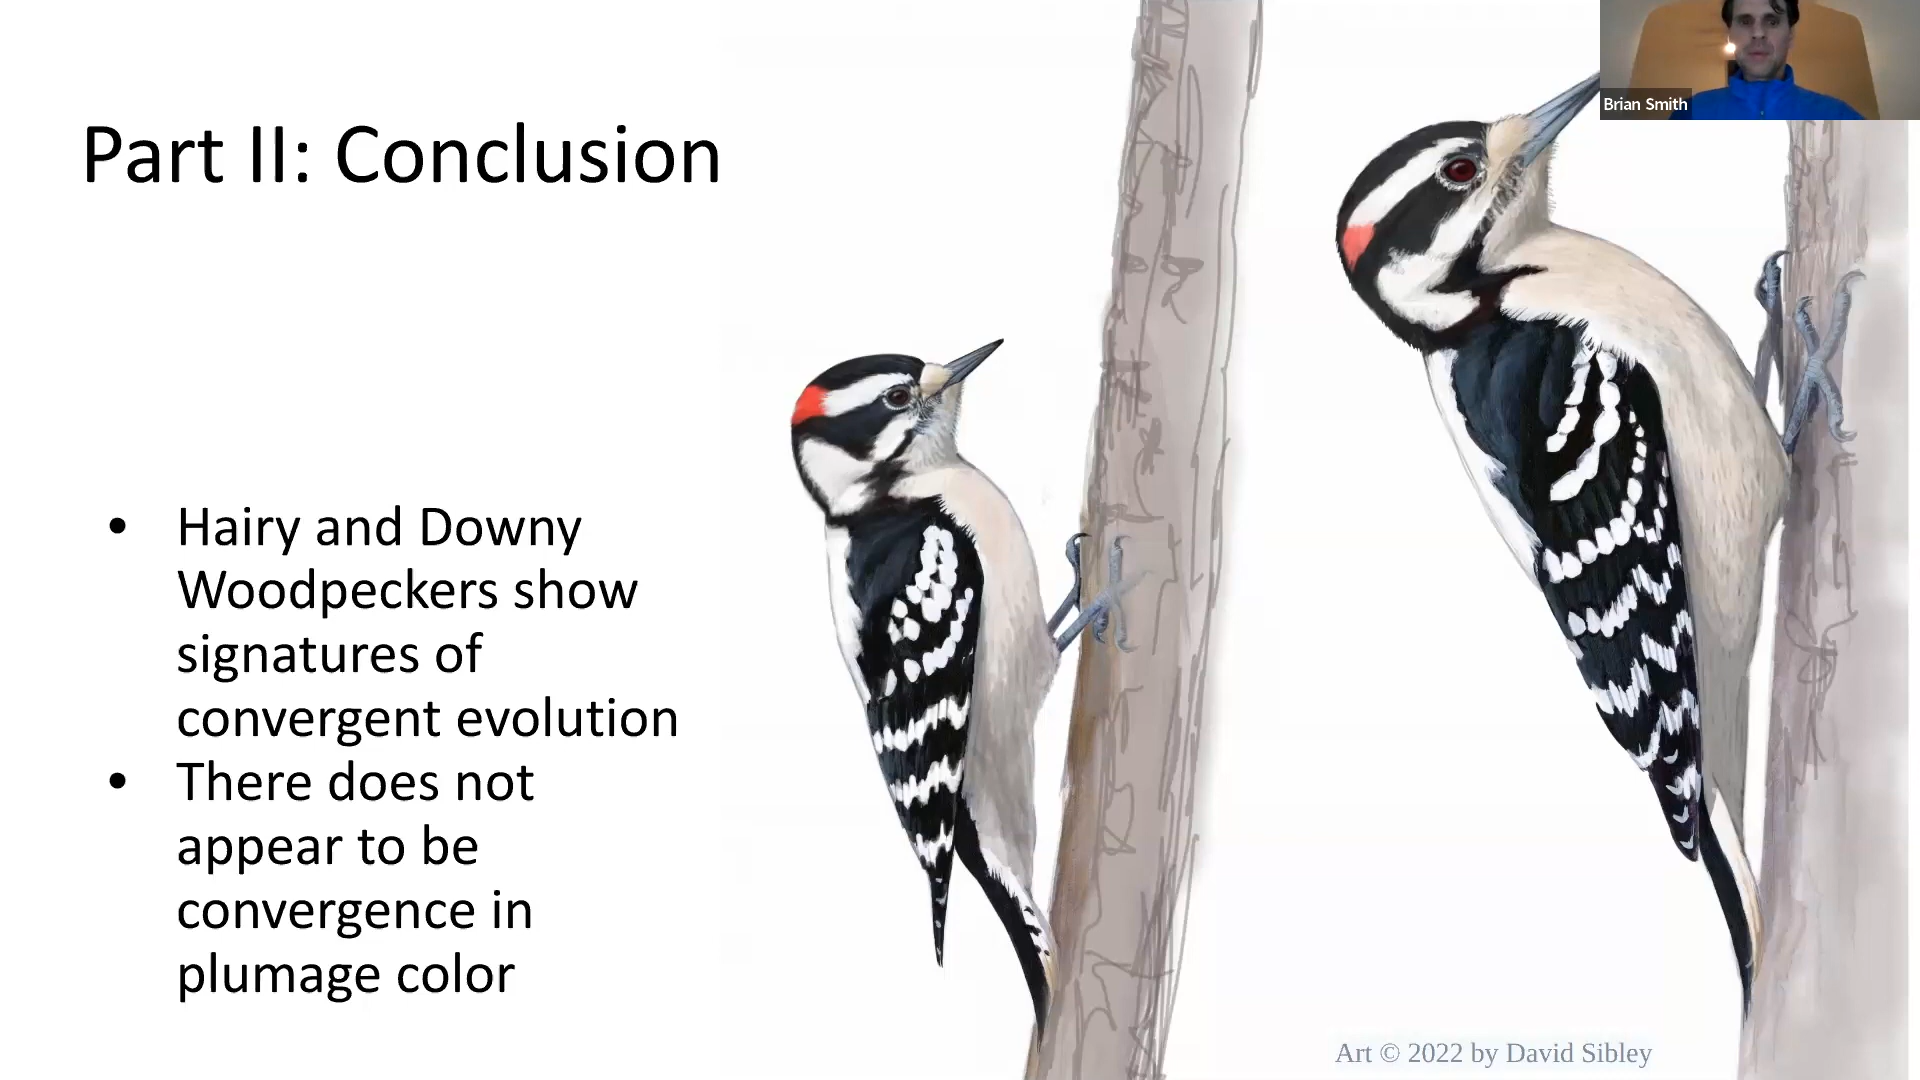 Brian Smith
Part II: Conclusion
• Hairy and Downy
Woodpeckers show
signatures of
convergent evolution
• There does not
appear to be
convergence in
plumage color
Art © 2022 by David Sibley